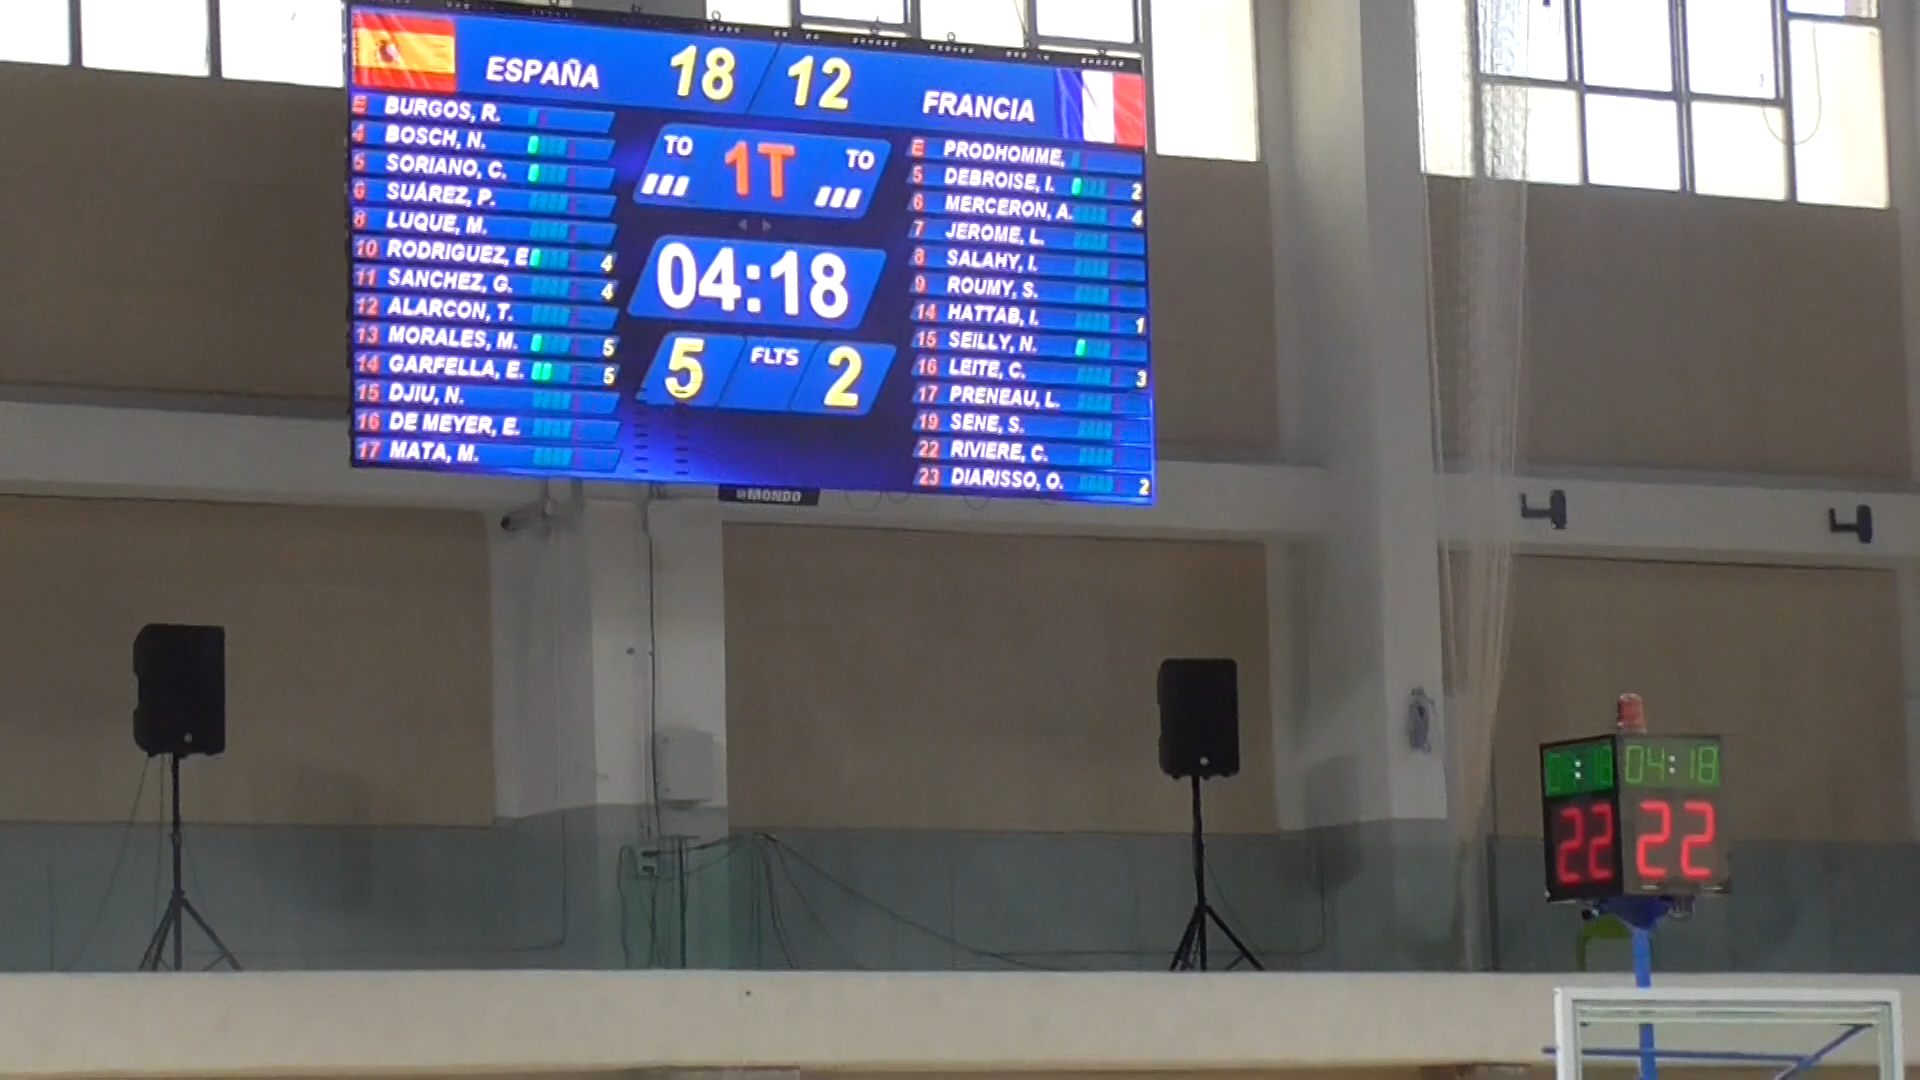 ESPAÑA 18 12 FRANCIA
E BURGOS, R.
4 BOSCH, N.
5 SORIANO, C.
6 SUÁREZ, P.
8 LUQUE, M.
10 RODRIGUEZ, E 4
11 SANCHEZ, G. 4
12 ALARCON, T.
13 MORALES, M. 5
14 GARFELLA, E. 5
15 DJIU, N.
16 DE MEYER, E.
17 MATA, M.
TO 1T TO
04:18
5 FLTS 2
E PRODHOMME,
5 DEBROISE, I. 2
6 MERCERON, A. 4
7 JEROME, L.
8 SALAHY, I.
9 ROUMY, S.
14 HATTAB, I. 1
15 SEILLY, N.
16 LEITE, C. 3
17 PRENEAU, L.
19 SENE, S.
22 RIVIERE, C.
23 DIARISSO, O. 2
MONDO
04:18
22 22